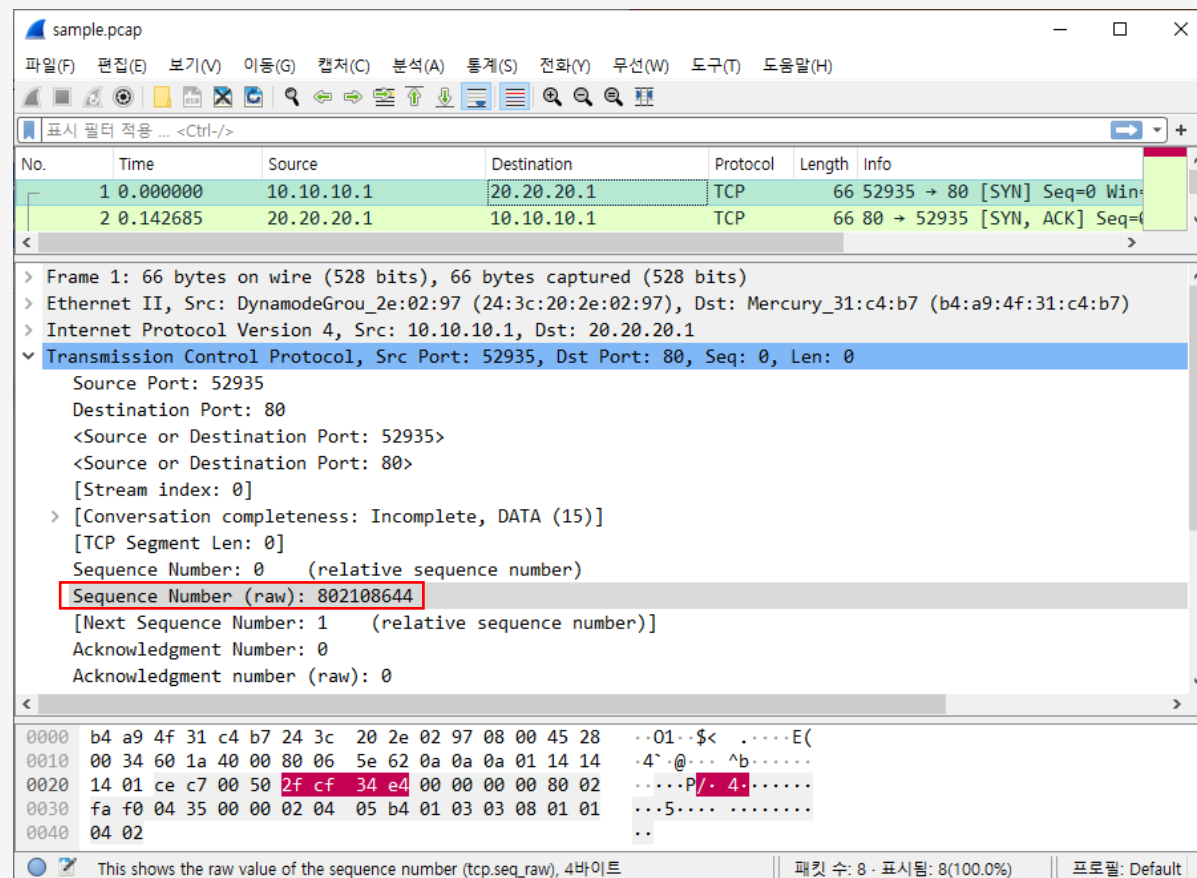 sample.pcap
파일(F) 편집(E) 보기(V) 이동(G) 캡처(C) 분석(A) 통계(S) 전화(Y) 무선(W) 도구(T) 도움말(H)
표시 필터 적용 ... <Ctrl-/>
No. Time Source Destination Protocol Length Info
1 0.000000 10.10.10.1 20.20.20.1 TCP 66 52935 → 80 [SYN] Seq=0 Win=
2 0.142685 20.20.20.1 10.10.10.1 TCP 66 80 → 52935 [SYN, ACK] Seq=0
Frame 1: 66 bytes on wire (528 bits), 66 bytes captured (528 bits)
Ethernet II, Src: DynamodeGrou_2e:02:97 (24:3c:20:2e:02:97), Dst: Mercury_31:c4:b7 (b4:a9:4f:31:c4:b7)
Internet Protocol Version 4, Src: 10.10.10.1, Dst: 20.20.20.1
Transmission Control Protocol, Src Port: 52935, Dst Port: 80, Seq: 0, Len: 0
Source Port: 52935
Destination Port: 80
<Source or Destination Port: 52935>
<Source or Destination Port: 80>
[Stream index: 0]
[Conversation completeness: Incomplete, DATA (15)]
[TCP Segment Len: 0]
Sequence Number: 0 (relative sequence number)
Sequence Number (raw): 802108644
[Next Sequence Number: 1 (relative sequence number)]
Acknowledgment Number: 0
Acknowledgment number (raw): 0
0000 b4 a9 4f 31 c4 b7 24 3c 20 2e 02 97 08 00 45 28 ··O1··$< .····E(
0010 00 34 60 1a 40 00 80 06 5e 62 0a 0a 0a 01 14 14 ·4`·@··· ^b······
0020 14 01 ce c7 00 50 2f cf 34 e4 00 00 00 00 80 02 ·····P/· 4·······
0030 fa f0 04 35 00 00 02 04 05 b4 01 03 03 08 01 01 ···5···· ········
0040 04 02 ··
This shows the raw value of the sequence number (tcp.seq_raw), 4바이트 패킷 수: 8 · 표시됨: 8(100.0%) 프로필: Default